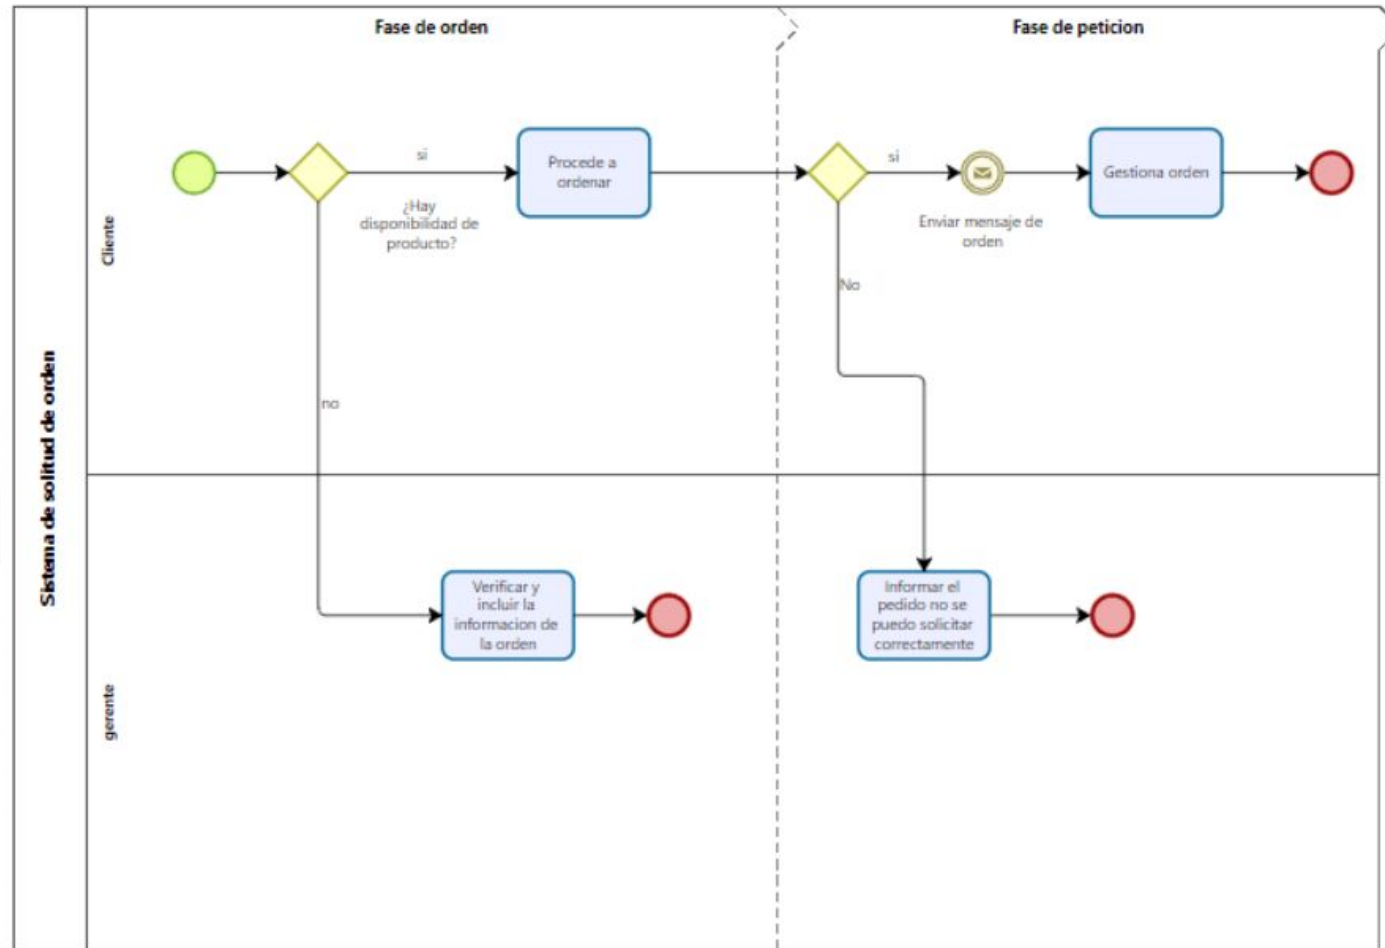 Fase de orden
Fase de peticion
Sistema de solitud de orden
Cliente
si
¿Hay
disponibilidad de
producto?
Procede a
ordenar
si
Enviar mensaje de
orden
Gestiona orden
No
no
gerente
Verificar y
incluir la
informacion de
la orden
Informar el
pedido no se
puedo solicitar
correctamente